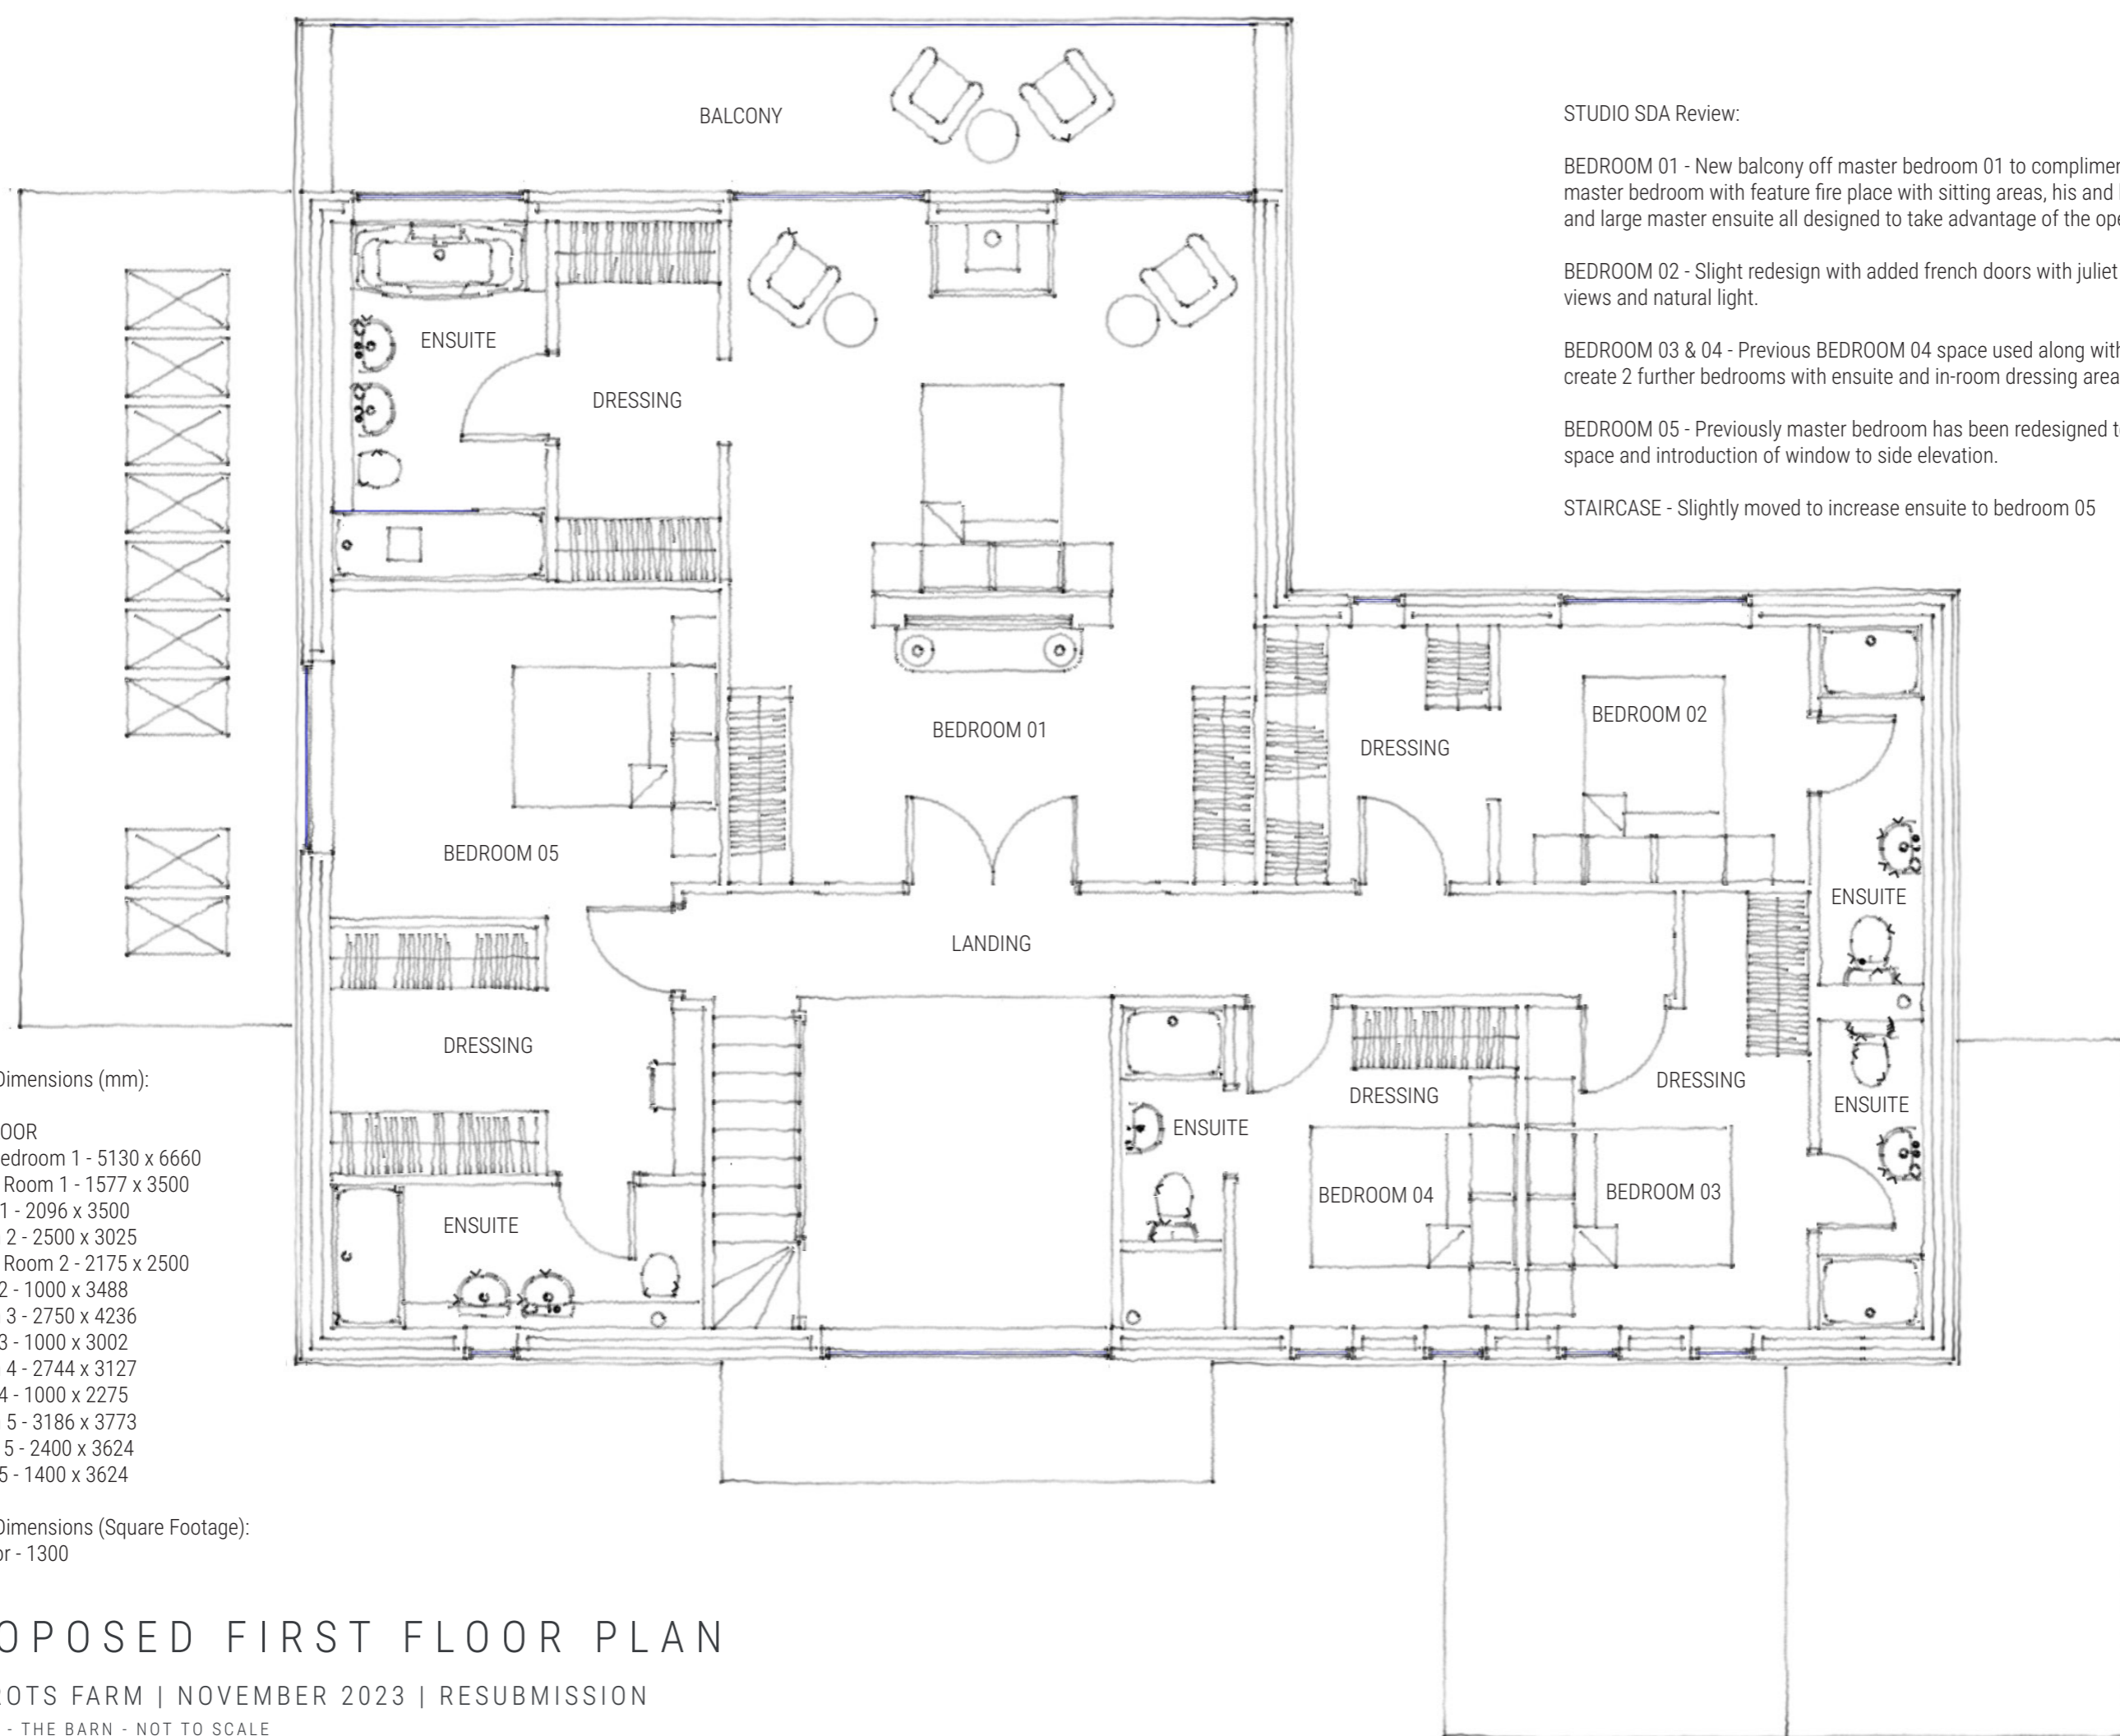 BALCONY
STUDIO SDA Review:
BEDROOM 01 - New balcony off master bedroom 01 to
master bedroom with feature fire place with sitting areas, his and
and large master ensuite all designed to take advantage of the
BEDROOM 02 - Slight redesign with added french doors with juliet
views and natural light.
BEDROOM 03 & 04 - Previous BEDROOM 04 space used along
create 2 further bedrooms with ensuite and in-room dressing
BEDROOM 05 - Previously master bedroom has been redesigned
space and introduction of window to side elevation.
STAIRCASE - Slightly moved to increase ensuite to bedroom 05
ENSUITE
DRESSING
BEDROOM 01
BEDROOM 02
DRESSING
BEDROOM 05
ENSUITE
LANDING
DRESSING
DRESSING
DRESSING
ENSUITE
ENSUITE
BEDROOM 04
BEDROOM 03
ENSUITE
Dimensions (mm):
OOR
edroom 1 - 5130 x 6660
Room 1 - 1577 x 3500
1 - 2096 x 3500
2 - 2500 x 3025
Room 2 - 2175 x 2500
2 - 1000 x 3488
3 - 2750 x 4236
3 - 1000 x 3002
4 - 2744 x 3127
4 - 1000 x 2275
5 - 3186 x 3773
5 - 2400 x 3624
5 - 1400 x 3624
Dimensions (Square Footage):
or - 1300
OPOSED FIRST FLOOR PLAN
ROTS FARM | NOVEMBER 2023 | RESUBMISSION
- THE BARN - NOT TO SCALE